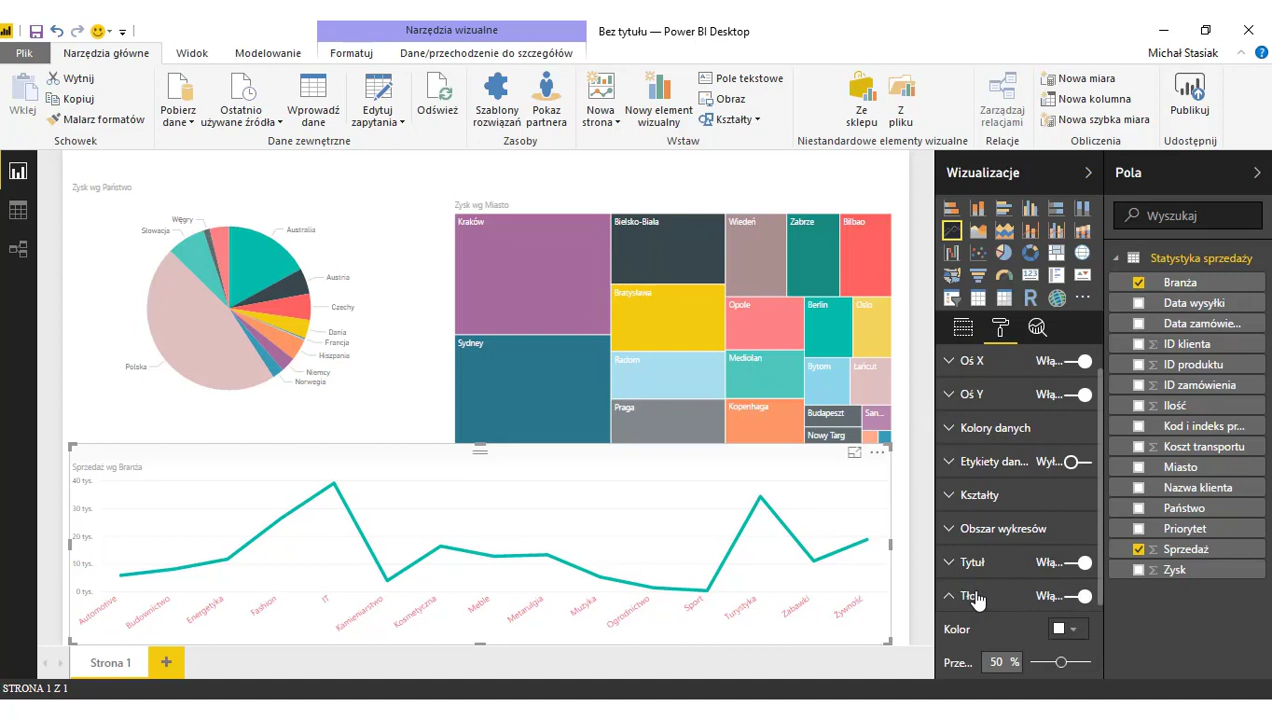 Narzędzia wizualne
Bez tytułu — Power BI Desktop
Plik
Narzędzia główne
Widok
Modelowanie
Formatuj
Dane/przechodzenie do szczegółów
Michał Stasiak
Wklej
Wytnij
Kopiuj
Malarz formatów
Schowek
Pobierz dane
Ostatnio używane źródła
Wprowadź dane
Edytuj zapytania
Odśwież
Dane zewnętrzne
Szablony rozwiązań
Pokaz partnera
Zasoby
Nowa strona
Nowy element wizualny
Pole tekstowe
Obraz
Kształty
Wstaw
Ze sklepu
Z pliku
Niestandardowe elementy wizualne
Zarządzaj relacjami
Relacje
Nowa miara
Nowa kolumna
Nowa szybka miara
Obliczenia
Publikuj
Udostępnij
Zysk wg Państwo
Węgry
Słowacja
Australia
Austria
Czechy
Dania
Francja
Hiszpania
Niemcy
Norwegia
Polska
Zysk wg Miasto
Kraków
Sydney
Bielsko-Biała
Bratysława
Radom
Praga
Wiedeń
Zabrze
Bilbao
Opole
Berlin
Oslo
Mediolan
Bytom
Łańcut
Kopenhaga
Budapeszt
San...
Nowy Targ
Sprzedaż wg Branża
40 tys.
30 tys.
20 tys.
10 tys.
0 tys.
Automotive
Budownictwo
Energetyka
Fashion
IT
Kamieniarstwo
Kosmetyczna
Meble
Metalurgia
Muzyka
Ogrodnictwo
Sport
Turystyka
Zabawki
Żywność
Strona 1
STRONA 1 Z 1
Wizualizacje
R
123
Oś X Włą...
Oś Y Włą...
Kolory danych
Etykiety dan... Wył...
Kształty
Obszar wykresów
Tytuł Włą...
Włą...
Kolor
Prze... 50 %
Pola
Wyszukaj
Statystyka sprzedaży
Branża
Data wysyłki
Data zamówie...
ID klienta
ID produktu
ID zamówienia
Ilość
Kod i indeks pr...
Koszt transportu
Miasto
Nazwa klienta
Państwo
Priorytet
Sprzedaż
Zysk